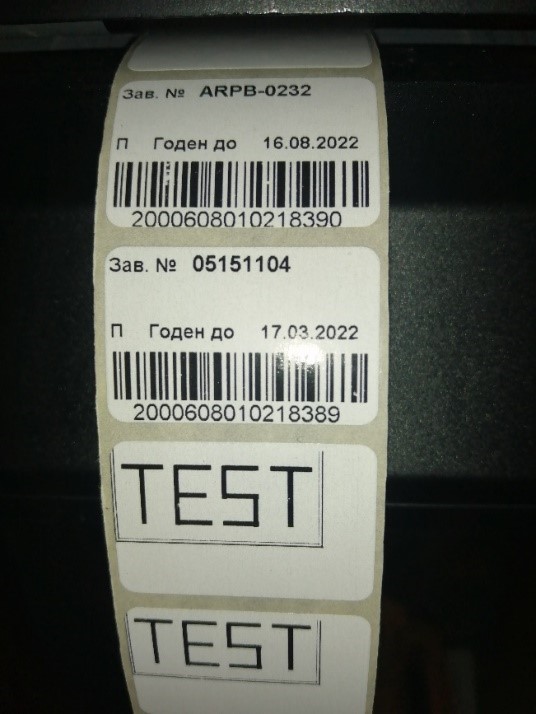 Зав. № ARPB-0232
П Годен до 16.08.2022
2000608010218390
Зав. № 05151104
П Годен до 17.03.2022
2000608010218389
TEST
TEST